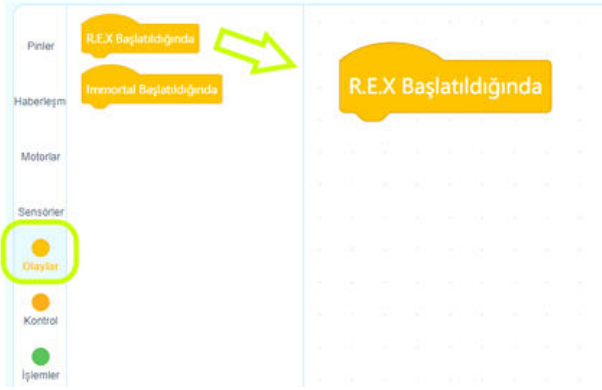 Pinler
Haberleşm
Motorlar
Sensörler
Olaylar
Kontrol
İşlemler
R.E.X Başlatıldığında
Immortal Başlatıldığında
R.E.X Başlatıldığında